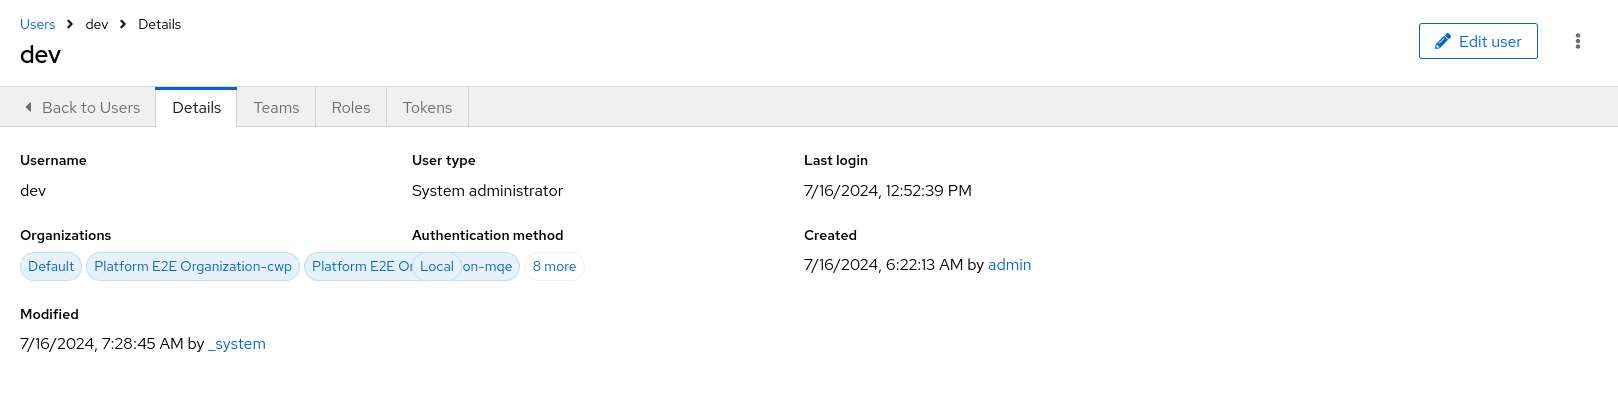 Users > dev > Details
dev
Edit user
Back to Users Details Teams Roles Tokens
Username User type Last login
dev System administrator 7/16/2024, 12:52:39 PM
Organizations Authentication method Created
Default Platform E2E Organization-cwp Platform E2E Or Local on-mqe 8 more 7/16/2024, 6:22:13 AM by admin
Modified
7/16/2024, 7:28:45 AM by _system